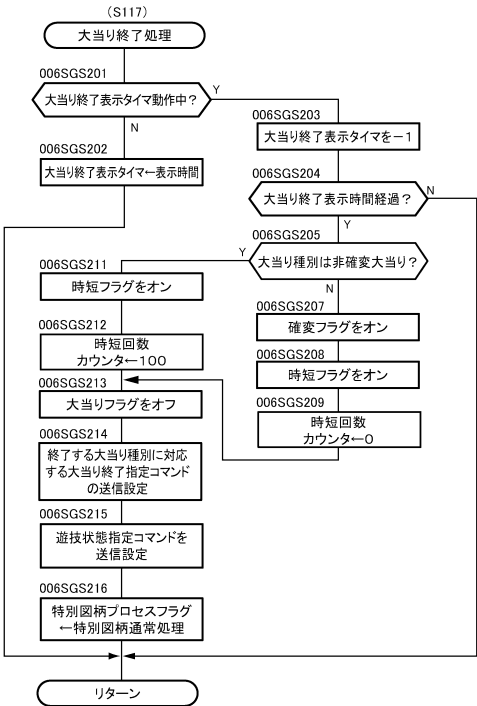 (S117)
大当り終了処理
006SGS201
大当り終了表示タイマ動作中？
Y
N
006SGS202
大当り終了表示タイマ←表示時間
006SGS203
大当り終了表示タイマを－1
006SGS204
大当り終了表示時間経過？
N
Y
006SGS205
大当り種別は非確変大当り？
Y
N
006SGS207
確変フラグをオン
006SGS208
時短フラグをオン
006SGS209
時短回数
カウンタ←0
006SGS211
時短フラグをオン
006SGS212
時短回数
カウンタ←100
006SGS213
大当りフラグをオフ
006SGS214
終了する大当り種別に対応
する大当り終了指定コマンド
の送信設定
006SGS215
遊技状態指定コマンドを
送信設定
006SGS216
特別図柄プロセスフラグ
←特別図柄通常処理
リターン